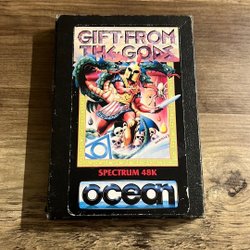 GIFT·FROM
THE·GODS
SPECTRUM 48K
ocean